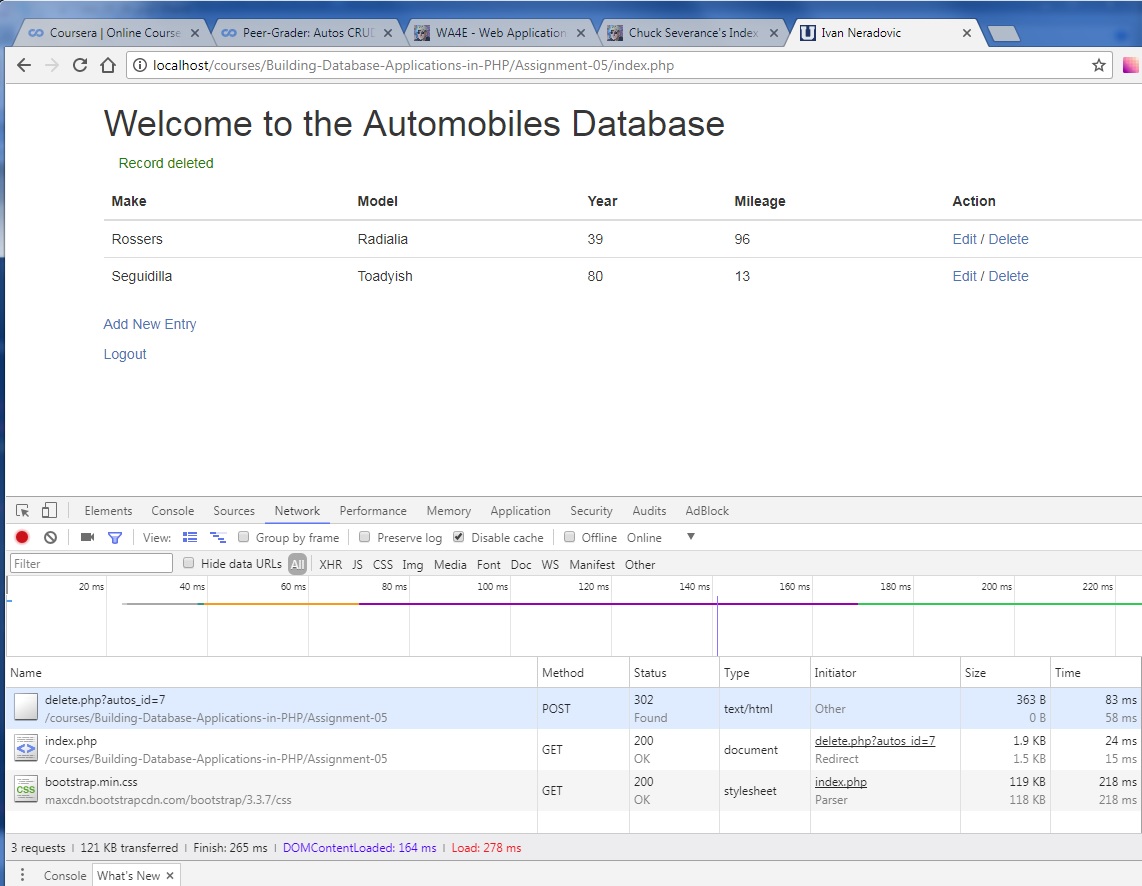 Coursera | Online Course Peer-Grader: Autos CRUD WA4E - Web Application Chuck Severance's Index Ivan Neradovic
localhost/courses/Building-Database-Applications-in-PHP/Assignment-05/index.php
Welcome to the Automobiles Database
Record deleted
Make Model Year Mileage Action
Rossers Radialia 39 96 Edit / Delete
Seguidilla Toadyish 80 13 Edit / Delete
Add New Entry
Logout
Elements Console Sources Network Performance Memory Application Security Audits AdBlock
View: Group by frame Preserve log Disable cache Offline Online
Filter Hide data URLs All XHR JS CSS Img Media Font Doc WS Manifest Other
20 ms 40 ms 60 ms 80 ms 100 ms 120 ms 140 ms 160 ms 180 ms 200 ms 220 ms
Name Method Status Type Initiator Size Time
delete.php?autos_id=7 POST 302 text/html Other 363 B 83 ms
/courses/Building-Database-Applications-in-PHP/Assignment-05 Found 0 B 58 ms
index.php GET 200 document delete.php?autos_id=7 1.9 KB 24 ms
/courses/Building-Database-Applications-in-PHP/Assignment-05 OK Redirect 1.5 KB 15 ms
bootstrap.min.css GET 200 stylesheet index.php 119 KB 218 ms
maxcdn.bootstrapcdn.com/bootstrap/3.3.7/css OK Parser 118 KB 218 ms
3 requests | 121 KB transferred | Finish: 265 ms | DOMContentLoaded: 164 ms | Load: 278 ms
Console What's New